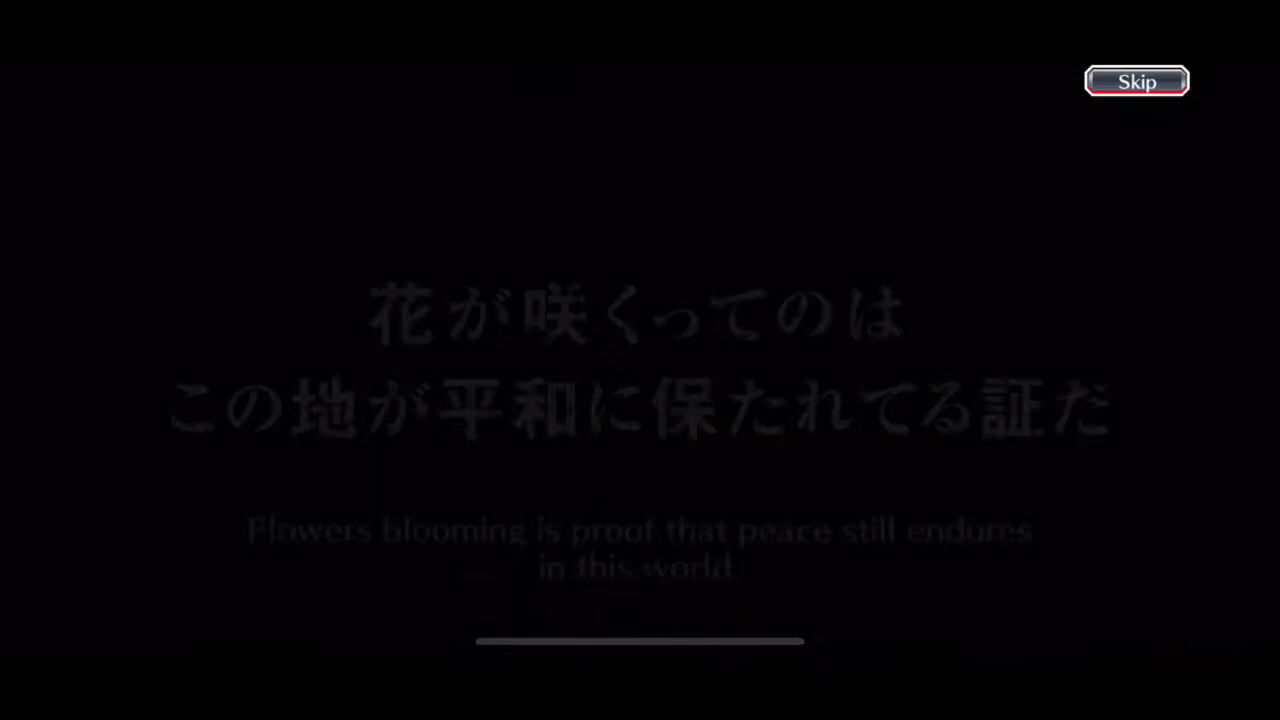 Skip
花が咲くってのは
この地が平和に保たれてる証だ
Flowers blooming is proof that peace still endures
in this world.